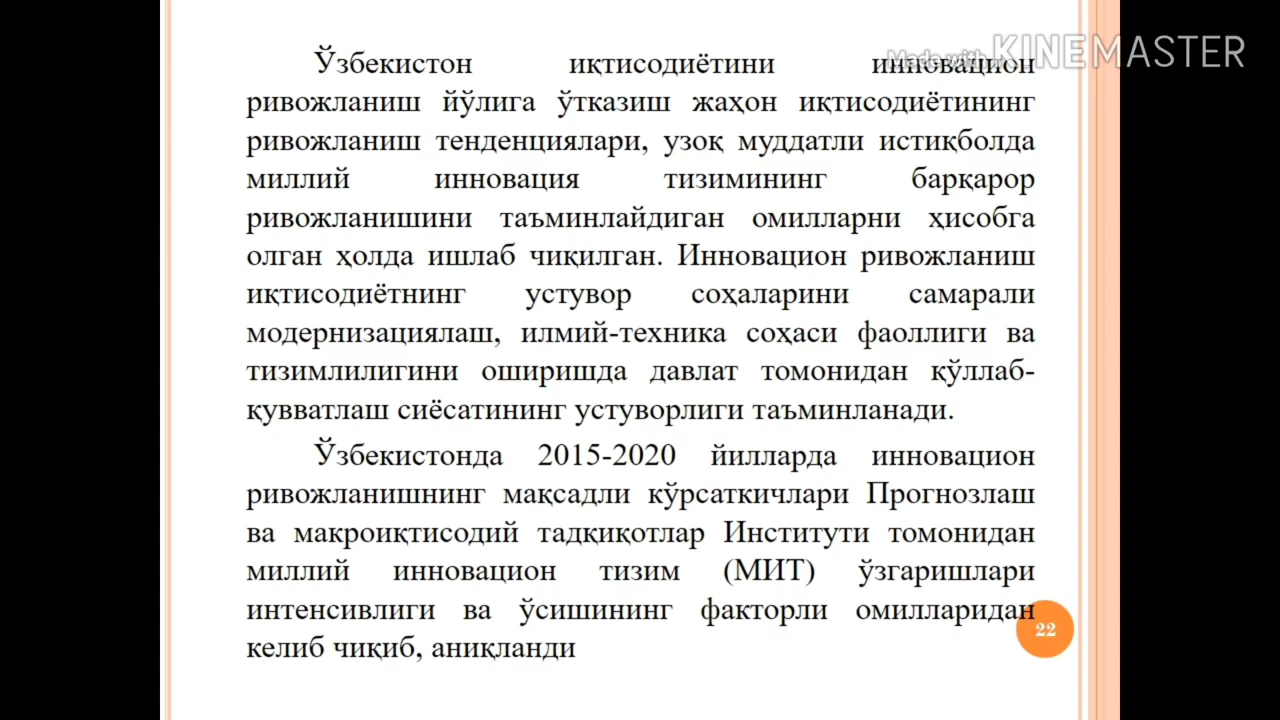 Made with KINEMASTER
Ўзбекистон иқтисодиётини инновацион
ривожланиш йўлига ўтказиш жаҳон иқтисодиётининг
ривожланиш тенденциялари, узоқ муддатли истиқболда
миллий инновация тизимининг барқарор
ривожланишини таъминлайдиган омилларни ҳисобга
олган ҳолда ишлаб чиқилган. Инновацион ривожланиш
иқтисодиётнинг устувор соҳаларини самарали
модернизациялаш, илмий-техника соҳаси фаоллиги ва
тизимлилигини оширишда давлат томонидан қўллаб-
қувватлаш сиёсатининг устуворлиги таъминланади.
Ўзбекистонда 2015-2020 йилларда инновацион
ривожланишнинг мақсадли кўрсаткичлари Прогнозлаш
ва макроиқтисодий тадқиқотлар Институти томонидан
миллий инновацион тизим (МИТ) ўзгаришлари
интенсивлиги ва ўсишининг факторли омилларидан
келиб чиқиб, аниқланди
22